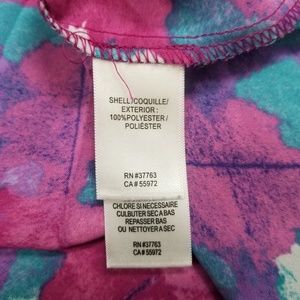 SHELL/COQUILLE/
EXTERIOR :
100%POLYESTER /
POLIÉSTER
RN #37763
CA # 55972
CHLORE SI NECESSAIRE
CULBUTER SEC A BAS
REPASSER BAS
OU NETTOYER A SEC
RN #37763
CA# 55972